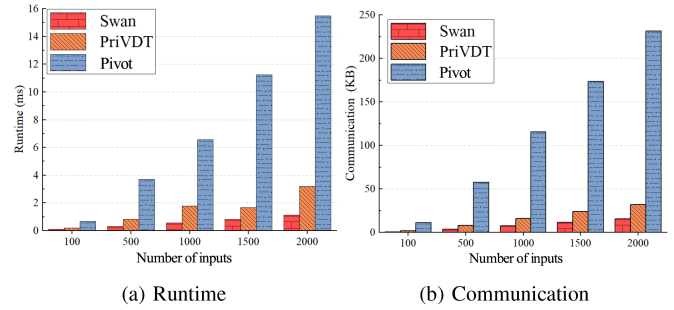 16
14
12
10
8
6
4
2
0
Runtime (ms)
Swan
PriVDT
Pivot
100 500 1000 1500 2000
Number of inputs
(a) Runtime
250
200
150
100
50
25
0
Communication (KB)
Swan
PriVDT
Pivot
100 500 1000 1500 2000
Number of inputs
(b) Communication